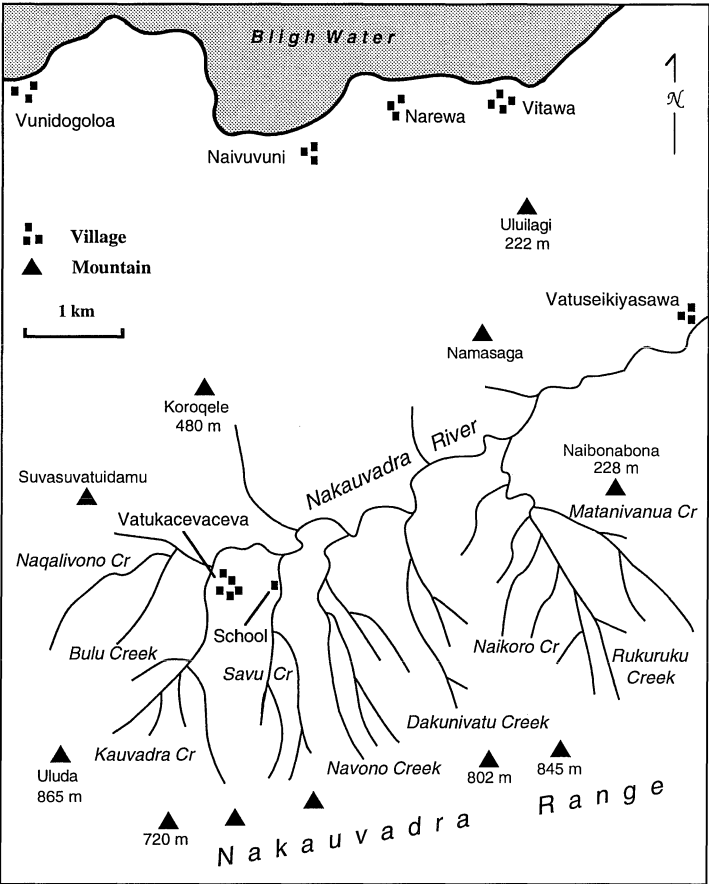 Bligh Water
N
Vunidogoloa
Narewa
Vitawa
Naivuvuni
Uluilagi
222 m
Village
Mountain
1 km
Vatuseikiyasawa
Namasaga
Koroqele
480 m
Nakauvadra River
Naibonabona
228 m
Suvasuvatuidamu
Matanivanua Cr
Vatukacevaceva
Naqalivono Cr
School
Naikoro Cr
Bulu Creek
Savu Cr
Rukuruku
Creek
Dakunivatu Creek
Kauvadra Cr
Navono Creek
Uluda
865 m
802 m
845 m
720 m
Nakauvadra Range